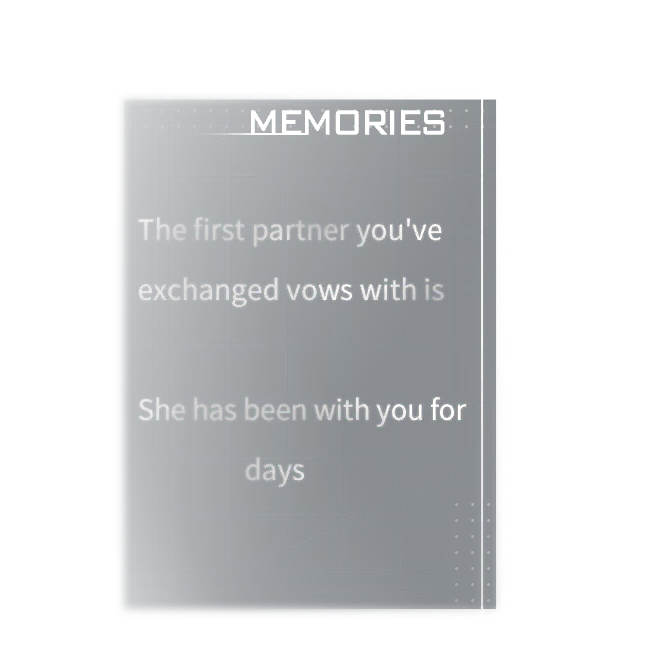 MEMORIES
The first partner you've
exchanged vows with is
She has been with you for
days